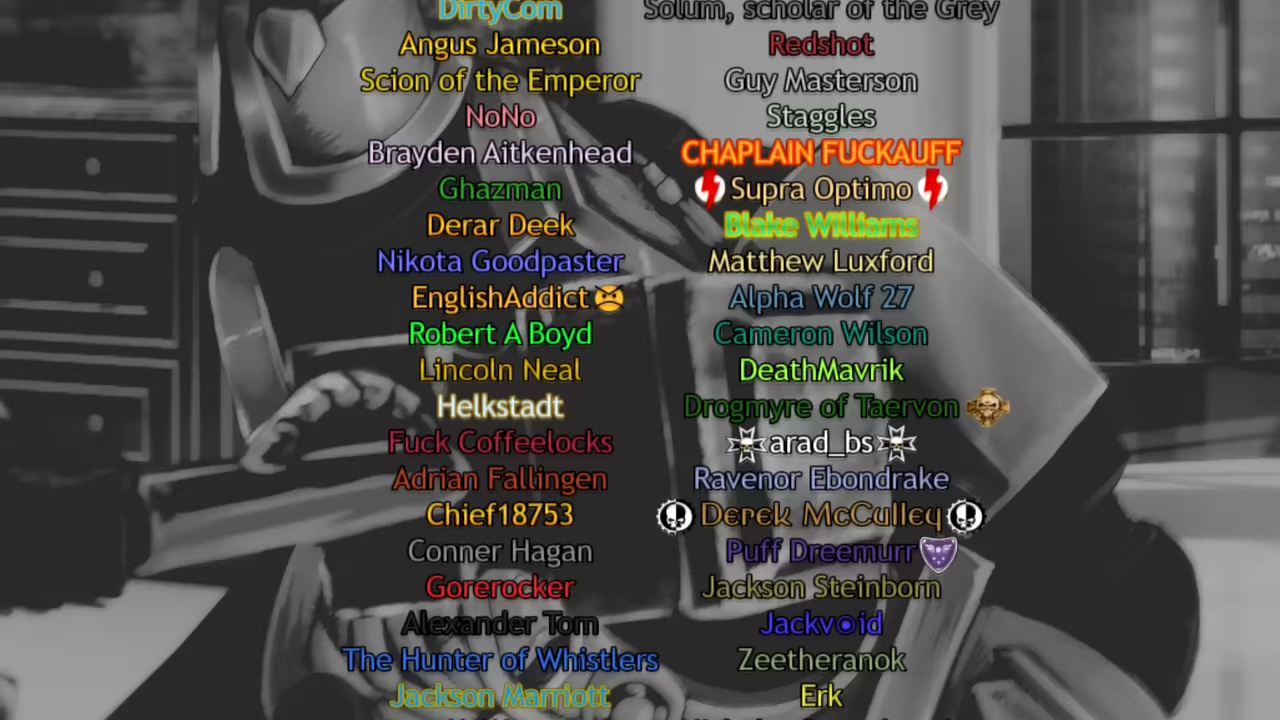 DirtyCom
Solum, scholar of the Grey
Angus Jameson
Redshot
Scion of the Emperor
Guy Masterson
NoNo
Staggles
Brayden Aitkenhead
CHAPLAIN FUCKAUFF
Ghazman
Supra Optimo
Derar Deek
Blake Williams
Nikota Goodpaster
Matthew Luxford
EnglishAddict
Alpha Wolf 27
Robert A Boyd
Cameron Wilson
Lincoln Neal
DeathMavrik
Helkstadt
Drogmyre of Taervon
Fuck Coffeelocks
arad_bs
Adrian Fallingen
Ravenor Ebondrake
Chief18753
Derek McCulley
Conner Hagan
Puff Dreemurr
Gorerocker
Jackson Steinborn
Alexander Tom
Jackv☉id
The Hunter of Whistlers
Zeetheranok
Jackson Marriott
Erk